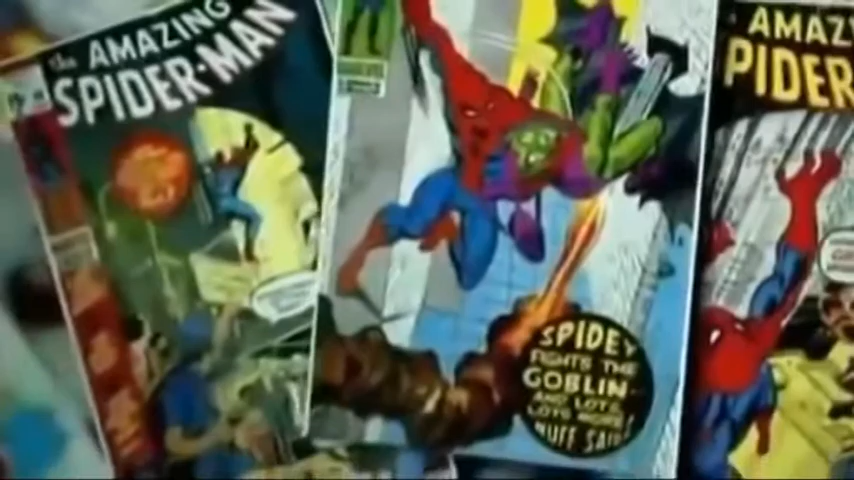 the AMAZING
SPIDER-MAN
SPIDEY
FIGHTS THE
GOBLIN--
AND LOTS,
LOTS MORE!
'NUFF SAID!
AMAZ
PIDER